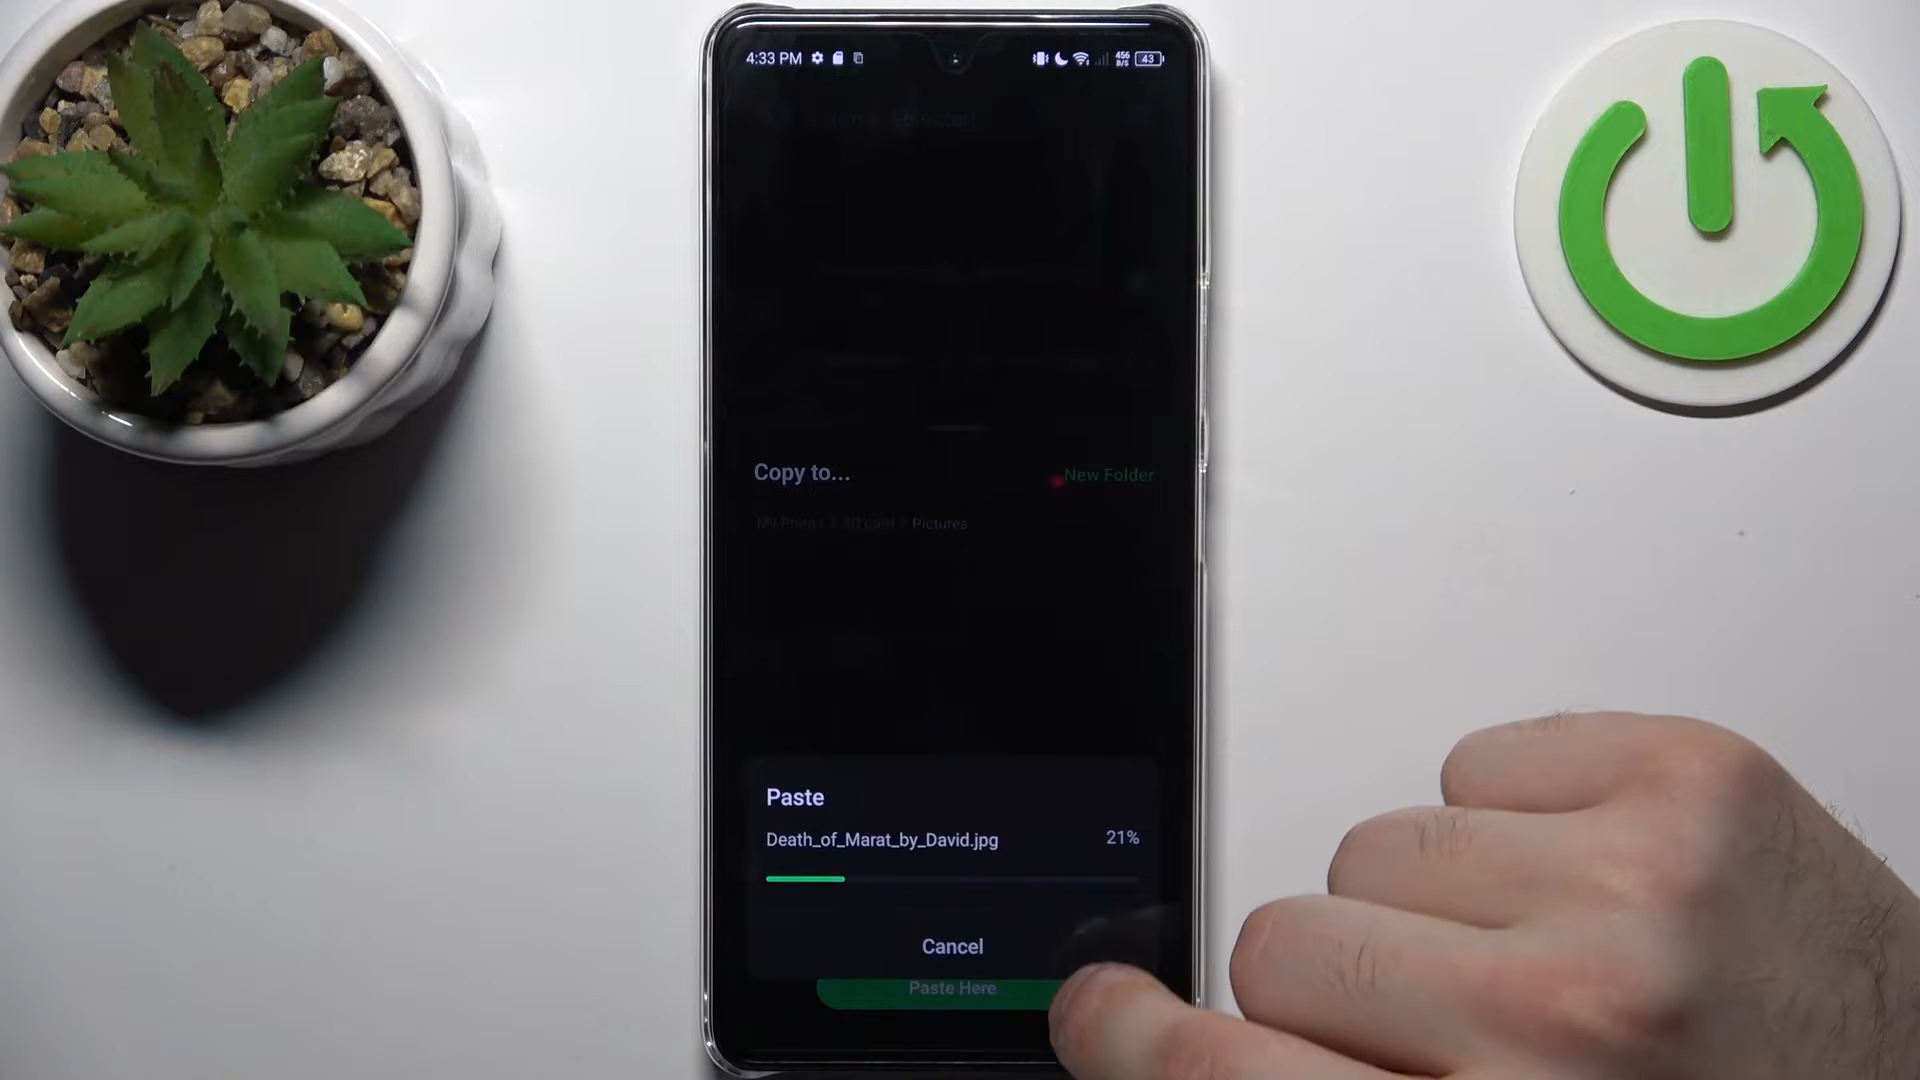 4:33 PM
456
B/S
43
Selected
Copy to...
New Folder
My Phone > SD card > Pictures
Paste
Death_of_Marat_by_David.jpg
21%
Cancel
Paste Here